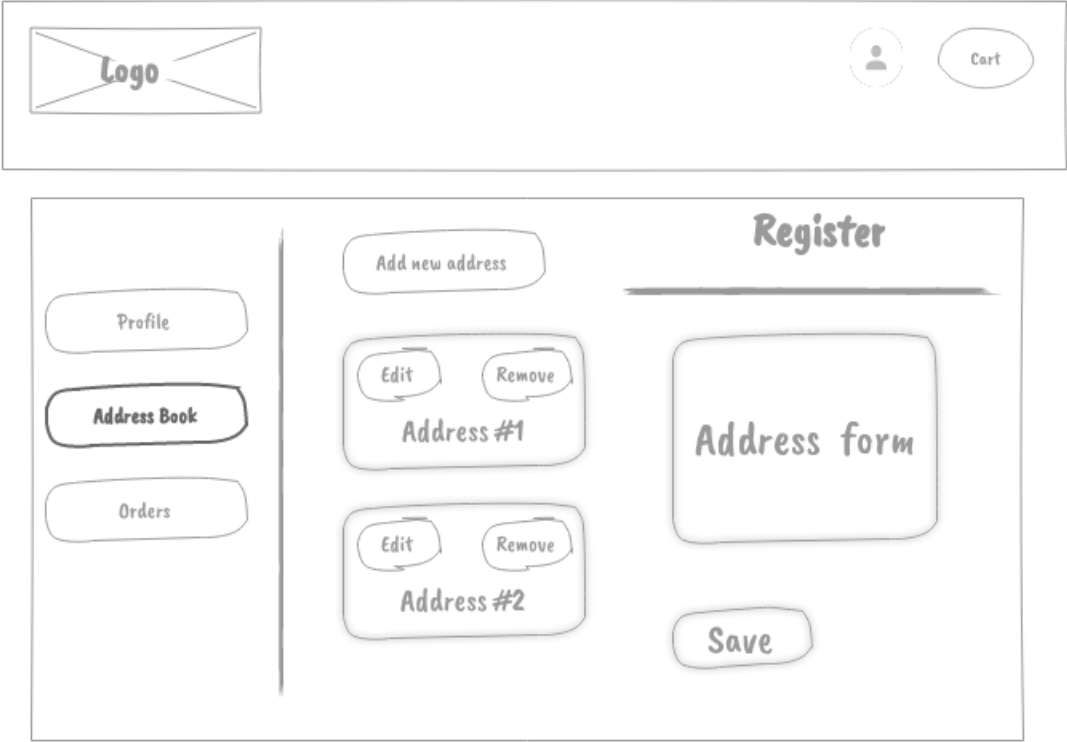 Logo
Cart
Profile
Address Book
Orders
Add new address
Edit
Remove
Address #1
Edit
Remove
Address #2
Register
Address form
Save